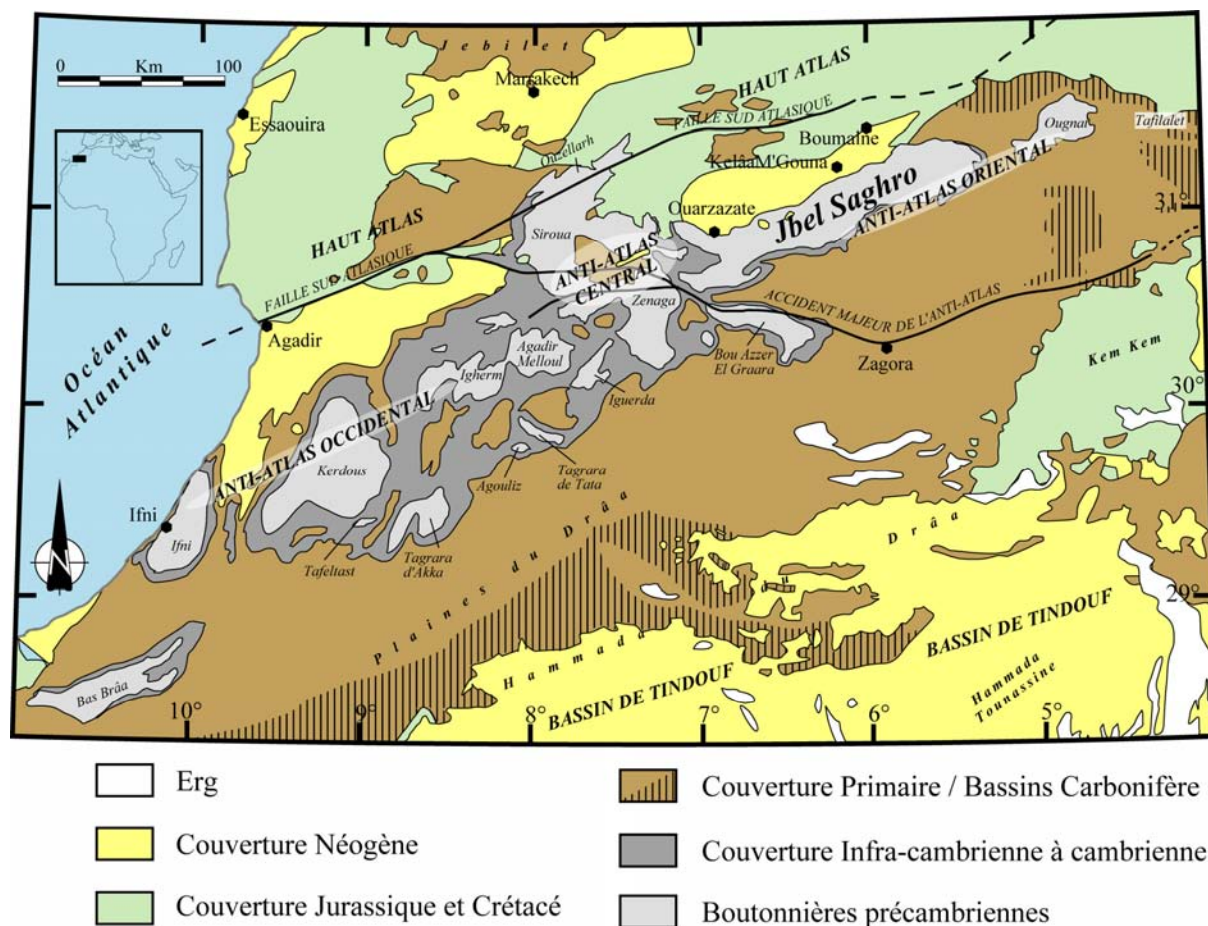 Jebilet
0 Km 100
Marrakech
HAUT ATLAS
FAILLE SUD ATLASIQUE
Essaouira
Boumalne
Ougnat
Tafilalet
Ouzellarh
KelâaM'Gouna
31°
Ouarzazate
Jbel Saghro
ANTI-ATLAS ORIENTAL
HAUT ATLAS
Siroua
ANTI-ATLAS
CENTRAL
FAILLE SUD ATLASIQUE
Zenaga
ACCIDENT MAJEUR DE L'ANTI-ATLAS
Océan
Atlantique
Agadir
Agadir
Melloul
Bou Azzer
El Graara
Zagora
Kem Kem
Igherm
Iguerda
30°
ANTI-ATLAS OCCIDENTAL
Kerdous
Agouliz
Tagrara
de Tata
Ifni
Ifni
N
Tafeltast
Tagrara
d'Akka
Plaines du Drâa
Drâa
du
29°
Hammada
BASSIN DE TINDOUF
BASSIN DE TINDOUF
Hammada
Tounassine
Bas Brâa
10° 9° 8° 7° 6° 5°
Erg
Couverture Néogène
Couverture Jurassique et Crétacé
Couverture Primaire / Bassins Carbonifère
Couverture Infra-cambrienne à cambrienne
Boutonnières précambriennes